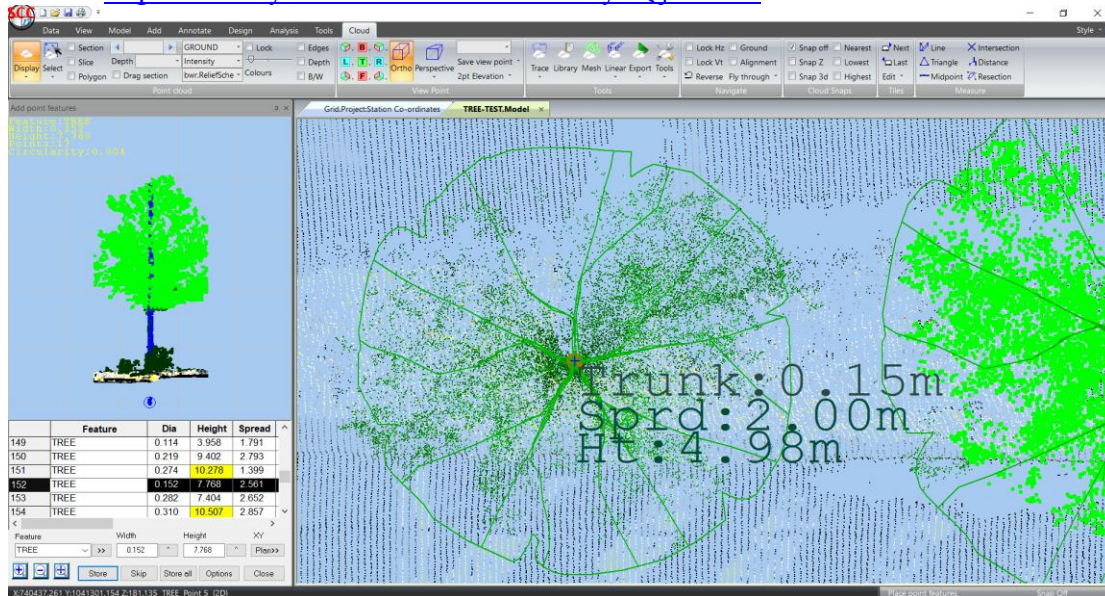 SCC
Data View Model Add Annotate Design Analysis Tools Cloud Style
Section GROUND Lock Edges Save view point Lock Hz Ground Snap off Nearest Next Line Intersection
Display Select Slice Depth Intensity Depth L. T. R. Ortho Perspective Trace Library Mesh Linear Export Tools Lock Vt Alignment Snap Z Lowest Last Triangle Distance
Polygon Drag section bwr.ReliefSche Colours B/W F. 2pt Elevation Reverse Fly through Snap 3d Highest Edit Midpoint Resection
Point cloud View Point Tools Navigate Cloud Snaps Tiles Measure
Add point features
Grid.Project:Station Co-ordinates TREE-TEST.Model
Feature:TREE
Circularity:0.904
Trunk:0.15m
Sprd:2.00m
Ht:4.98m
Feature Dia Height Spread
149 TREE 0.114 3.958 1.791
150 TREE 0.219 9.402 2.793
151 TREE 0.274 10.278 1.399
152 TREE 0.152 7.768 2.561
153 TREE 0.282 7.404 2.652
154 TREE 0.310 10.507 2.857
Feature Width Height XY
TREE >> 0.152 7.768 Plan>>
Store Skip Store all Options Close
X:740437.261 Y:1041301.154 Z:181.135 TREE Point 5 (2D) Place point features Snap Off